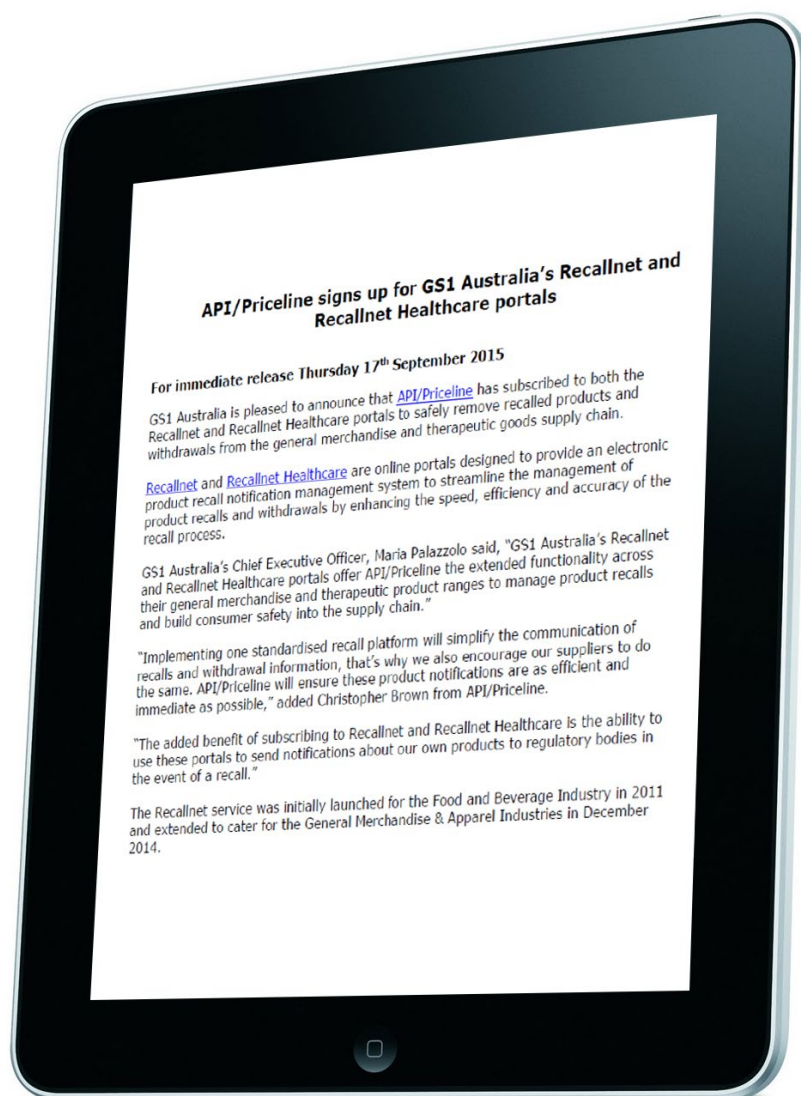 API/Priceline signs up for GS1 Australia's Recallnet and
Recallnet Healthcare portals
For immediate release Thursday 17th September 2015
GS1 Australia is pleased to announce that API/Priceline has subscribed to both the
Recallnet and Recallnet Healthcare portals to safely remove recalled products and
withdrawals from the general merchandise and therapeutic goods supply chain.
Recallnet and Recallnet Healthcare are online portals designed to provide an electronic
product recall notification management system to streamline the management of
product recalls and withdrawals by enhancing the speed, efficiency and accuracy of the
recall process.
GS1 Australia's Chief Executive Officer, Maria Palazzolo said, "GS1 Australia's Recallnet
and Recallnet Healthcare portals offer API/Priceline the extended functionality across
their general merchandise and therapeutic product ranges to manage product recalls
and build consumer safety into the supply chain."
"Implementing one standardised recall platform will simplify the communication of
recalls and withdrawal information, that's why we also encourage our suppliers to do
the same. API/Priceline will ensure these product notifications are as efficient and
immediate as possible," added Christopher Brown from API/Priceline.
"The added benefit of subscribing to Recallnet and Recallnet Healthcare is the ability to
use these portals to send notifications about our own products to regulatory bodies in
the event of a recall."
The Recallnet service was initially launched for the Food and Beverage Industry in 2011
and extended to cater for the General Merchandise & Apparel Industries in December
2014.